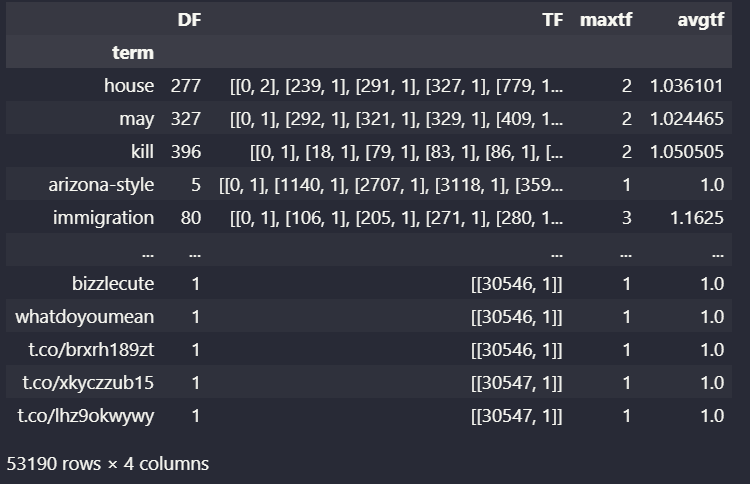 DF TF maxtf avgtf
term
house 277 [[0, 2], [239, 1], [291, 1], [327, 1], [779, 1... 2 1.036101
may 327 [[0, 1], [292, 1], [321, 1], [329, 1], [409, 1... 2 1.024465
kill 396 [[0, 1], [18, 1], [79, 1], [83, 1], [86, 1], [... 2 1.050505
arizona-style 5 [[0, 1], [1140, 1], [2707, 1], [3118, 1], [359... 1 1.0
immigration 80 [[0, 1], [106, 1], [205, 1], [271, 1], [280, 1... 3 1.1625
... ... ... ... ...
bizzlecute 1 [[30546, 1]] 1 1.0
whatdoyoumean 1 [[30546, 1]] 1 1.0
t.co/brxrh189zt 1 [[30546, 1]] 1 1.0
t.co/xkyczzub15 1 [[30547, 1]] 1 1.0
t.co/lhz9okwywy 1 [[30547, 1]] 1 1.0
53190 rows × 4 columns